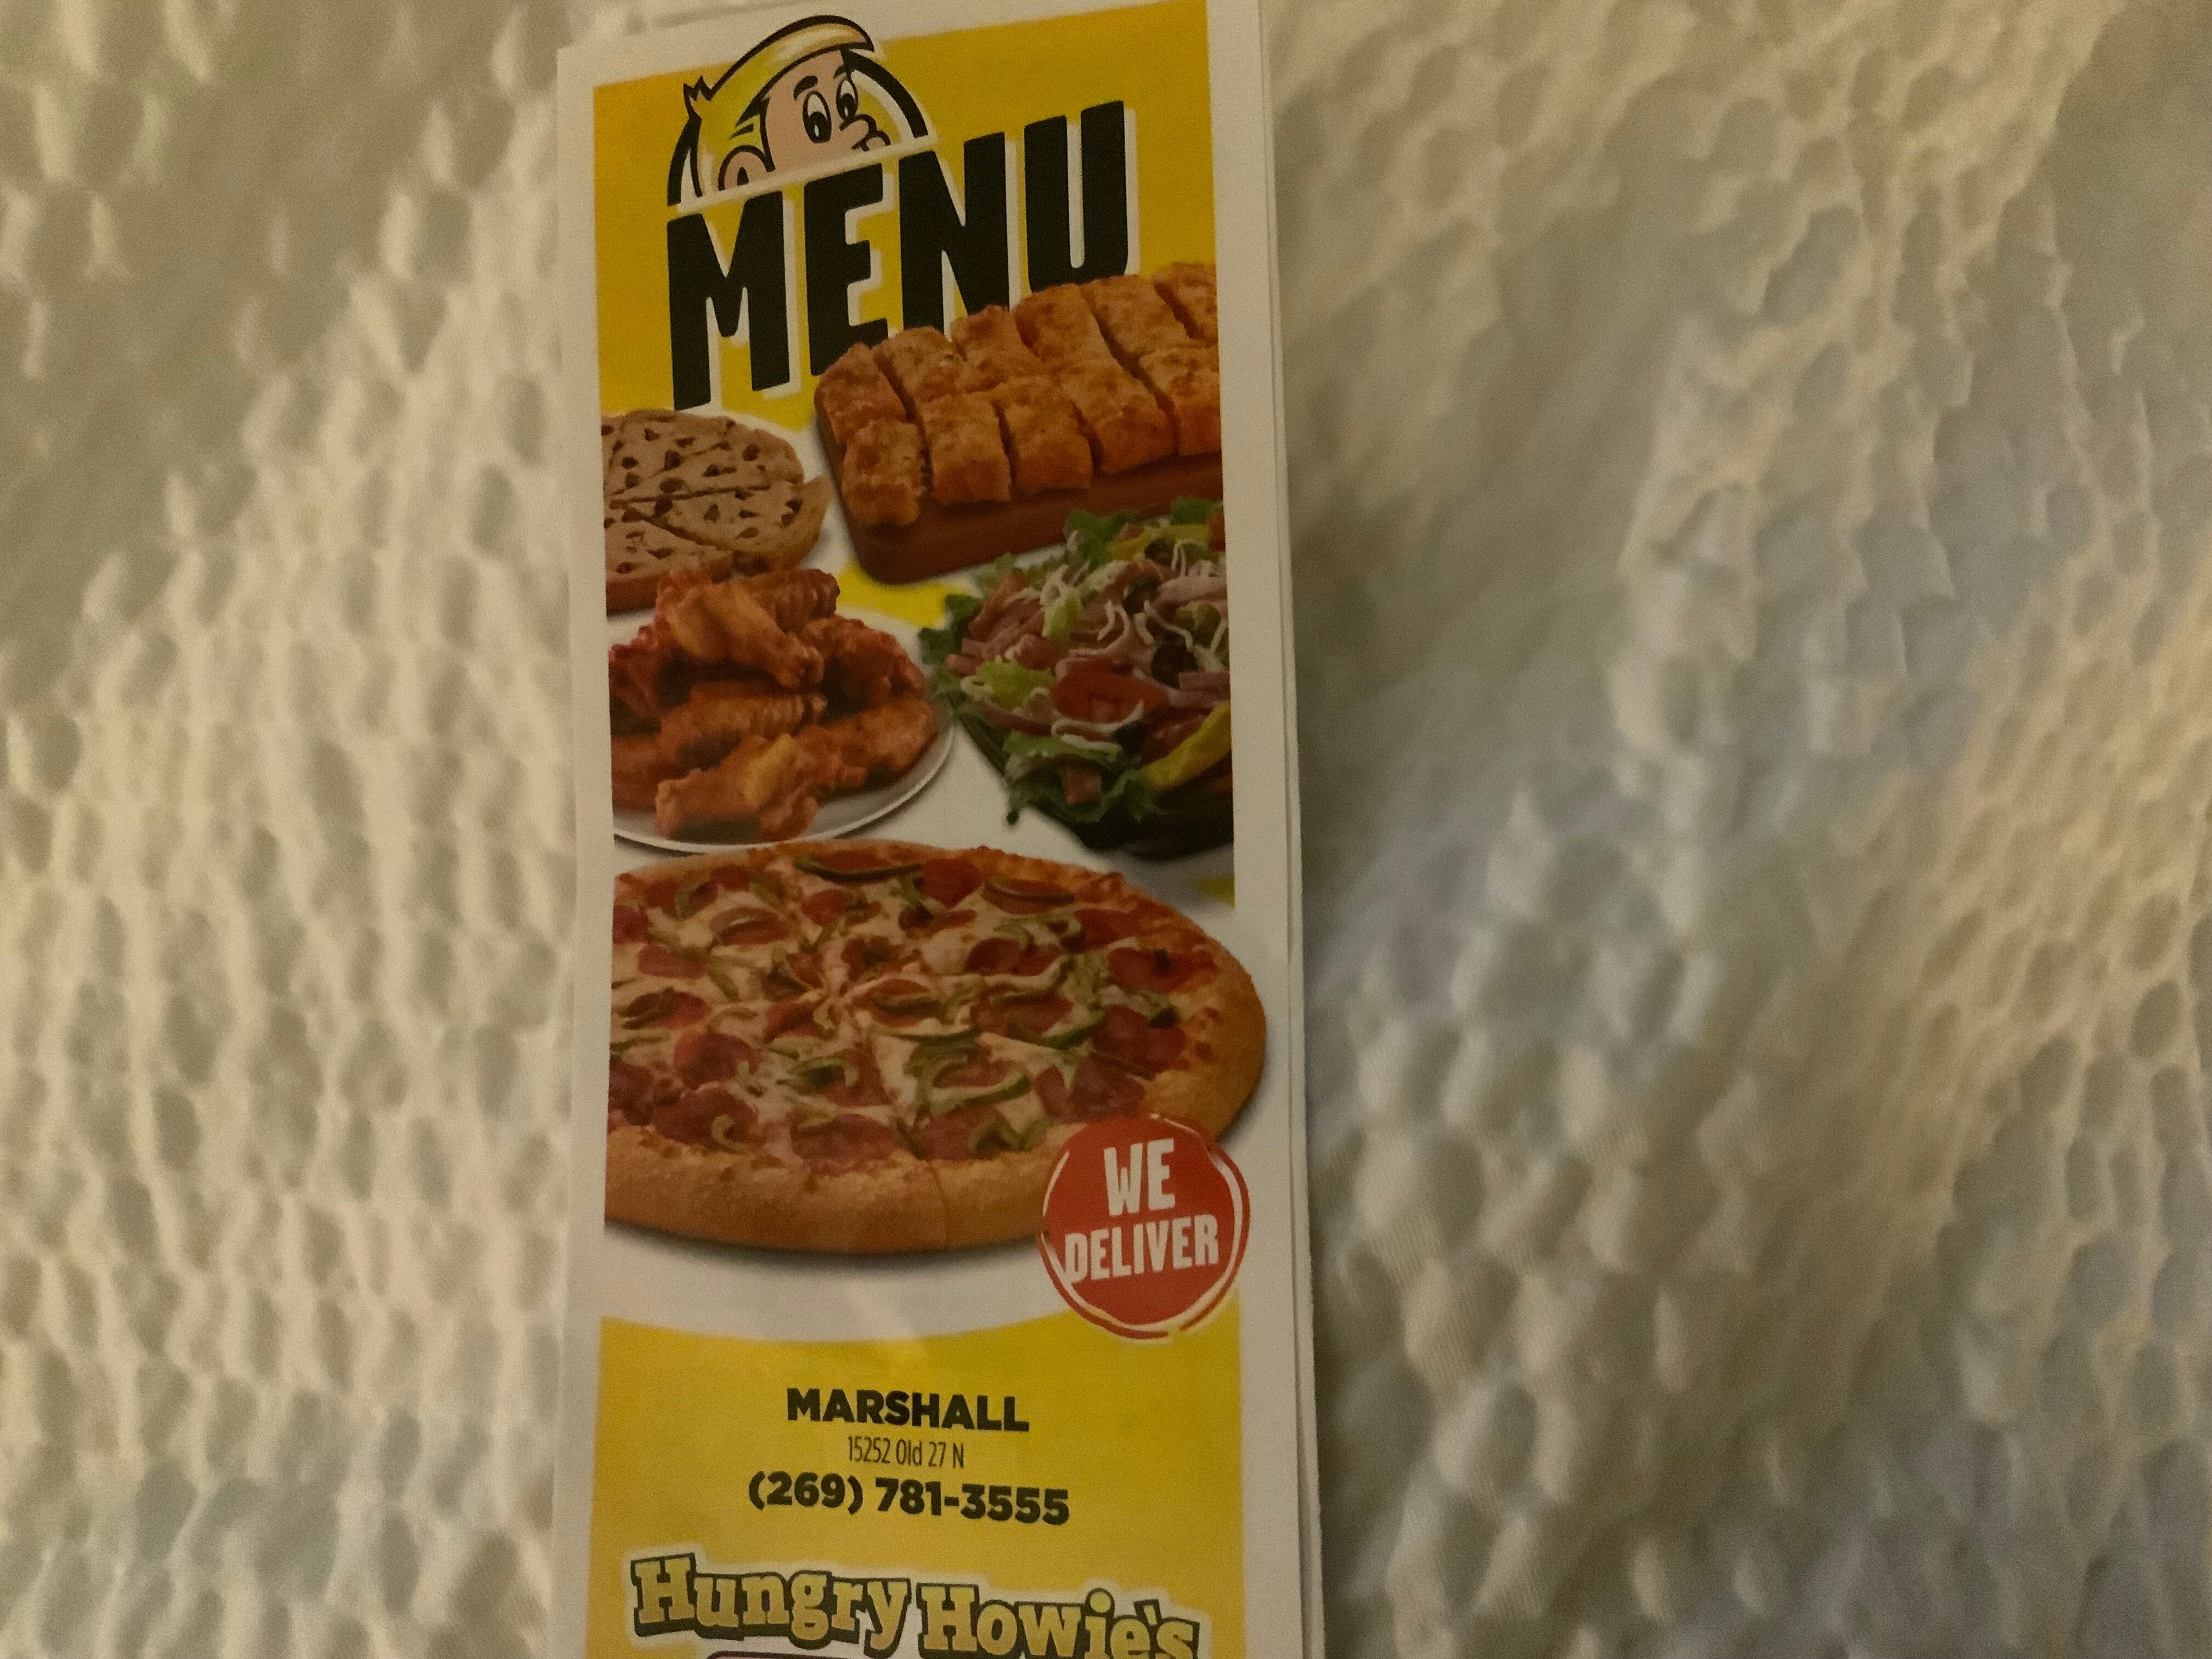 MENU
WE
DELIVER
MARSHALL
15252 Old 27 N
(269) 781-3555
Hungry Howie's